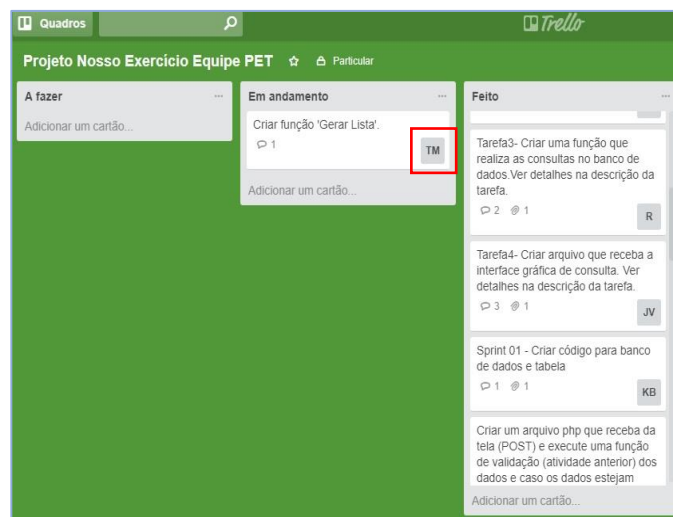 Quadros
Trello
Projeto Nosso Exercício Equipe PET
Particular
A fazer
Adicionar um cartão...
Em andamento
Criar função 'Gerar Lista'.
1
TM
Adicionar um cartão...
Feito
Tarefa3- Criar uma função que
realiza as consultas no banco de
dados.Ver detalhes na descrição da
tarefa.
2 1
R
Tarefa4- Criar arquivo que receba a
interface gráfica de consulta. Ver
detalhes na descrição da tarefa.
3 1
JV
Sprint 01 - Criar código para banco
de dados e tabela
1 1
KB
Criar um arquivo php que receba da
tela (POST) e execute uma função
de validação (atividade anterior) dos
dados e caso os dados estejam
Adicionar um cartão...